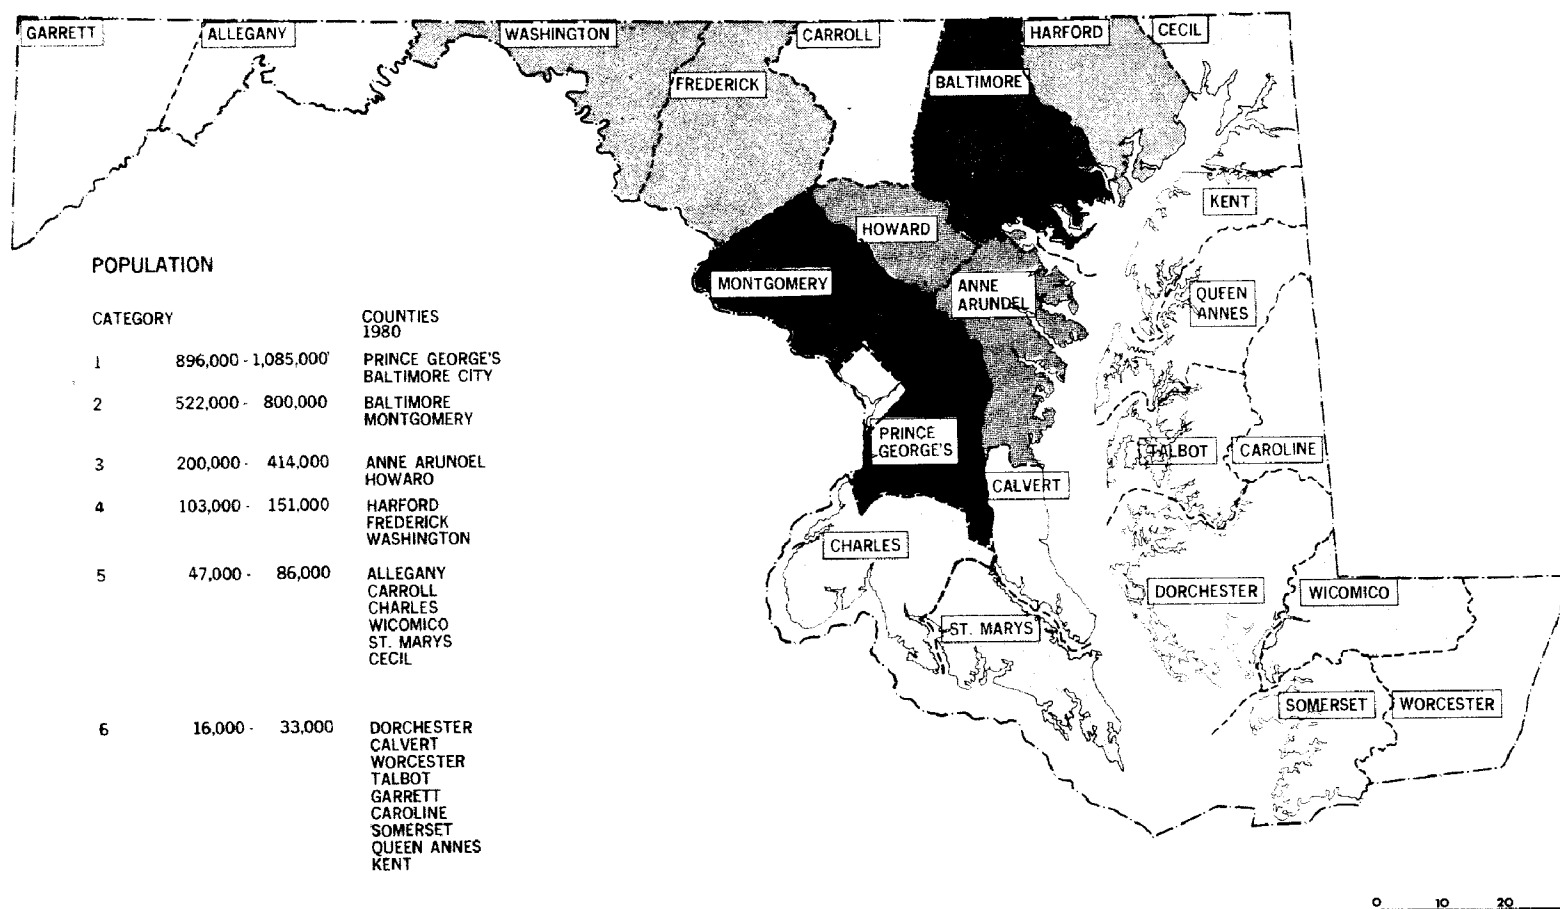 GARRETT
ALLEGANY
WASHINGTON
CARROLL
HARFORD
CECIL
FREDERICK
BALTIMORE
KENT
HOWARD
MONTGOMERY
ANNE
ARUNDEL
QUEEN
ANNES
PRINCE
GEORGE'S
TALBOT
CAROLINE
CALVERT
CHARLES
DORCHESTER
WICOMICO
ST. MARYS
SOMERSET
WORCESTER
POPULATION
CATEGORY COUNTIES
1980
1 896,000 - 1,085,000 PRINCE GEORGE'S
BALTIMORE CITY
2 522,000 - 800,000 BALTIMORE
MONTGOMERY
3 200,000 - 414,000 ANNE ARUNOEL
HOWARO
4 103,000 - 151,000 HARFORD
FREDERICK
WASHINGTON
5 47,000 - 86,000 ALLEGANY
CARROLL
CHARLES
WICOMICO
ST. MARYS
CECIL
6 16,000 - 33,000 DORCHESTER
CALVERT
WORCESTER
TALBOT
GARRETT
CAROLINE
SOMERSET
QUEEN ANNES
KENT
0 10 20